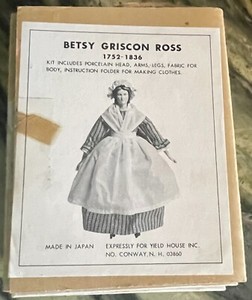 BETSY GRISCON ROSS
1752-1836
KIT INCLUDES PORCELAIN HEAD, ARMS, LEGS, FABRIC FOR
BODY, INSTRUCTION FOLDER FOR MAKING CLOTHES.
MADE IN JAPAN
EXPRESSLY FOR YIELD HOUSE INC.
NO. CONWAY, N. H. 03860